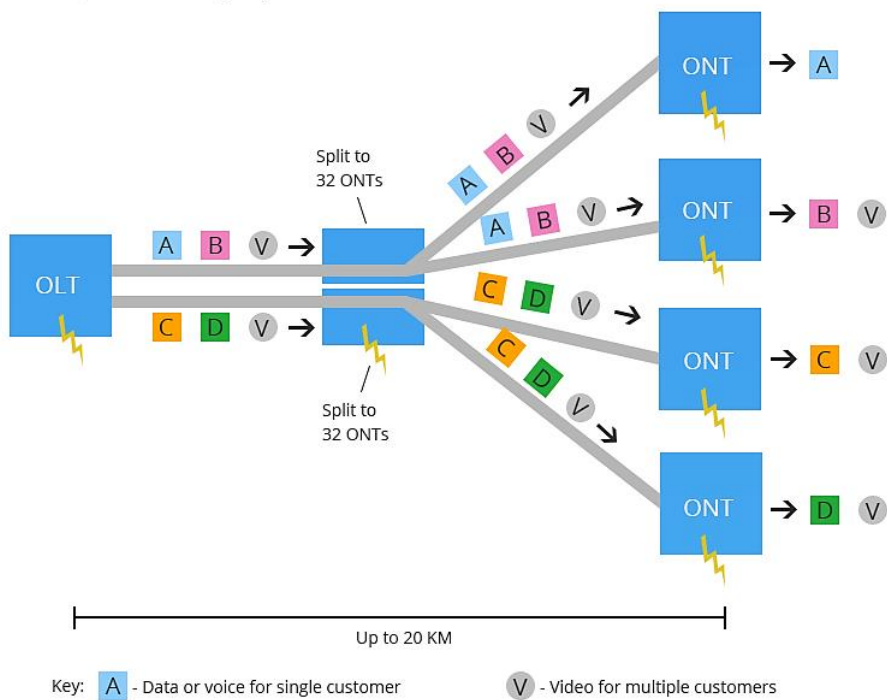 ONT
A
A B V
Split to
32 ONTs
ONT
B V
A B V
A B V
OLT
C D V
C D V
ONT
C V
C D V
Split to
32 ONTs
ONT
D V
Up to 20 KM
Key: A - Data or voice for single customer
V - Video for multiple customers